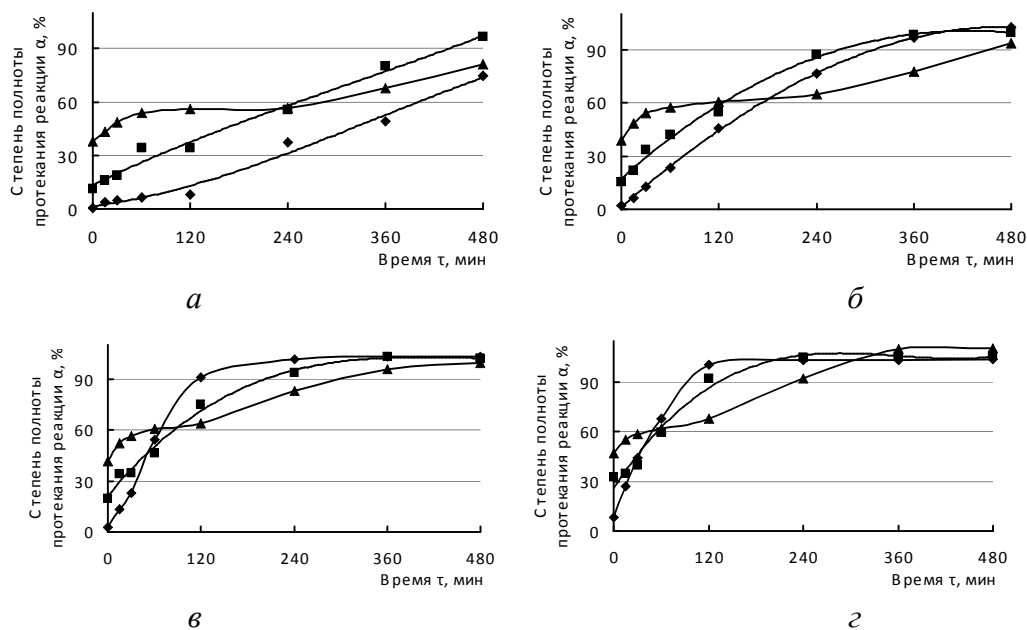 Степень полноты
протекания реакции α, %
90
60
30
0
0 120 240 360 480
Время τ, мин
а
Степень полноты
протекания реакции α, %
90
60
30
0
0 120 240 360 480
Время τ, мин
б
Степень полноты
протекания реакции α, %
90
60
30
0
0 120 240 360 480
Время τ, мин
в
Степень полноты
протекания реакции α, %
90
60
30
0
0 120 240 360 480
Время τ, мин
г